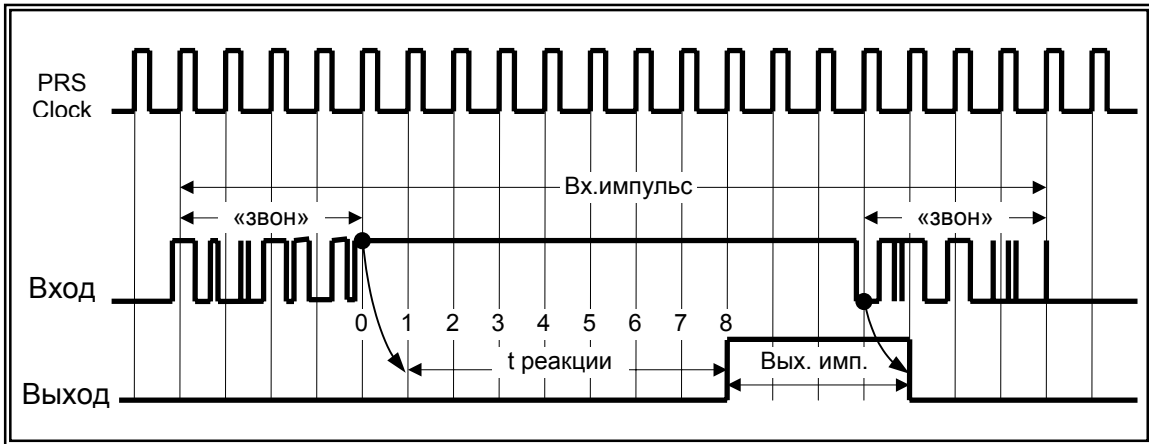 PRS
Clock
Вх.импульс
«звон» «звон»
Вход
0 1 2 3 4 5 6 7 8
t реакции Вых. имп.
Выход